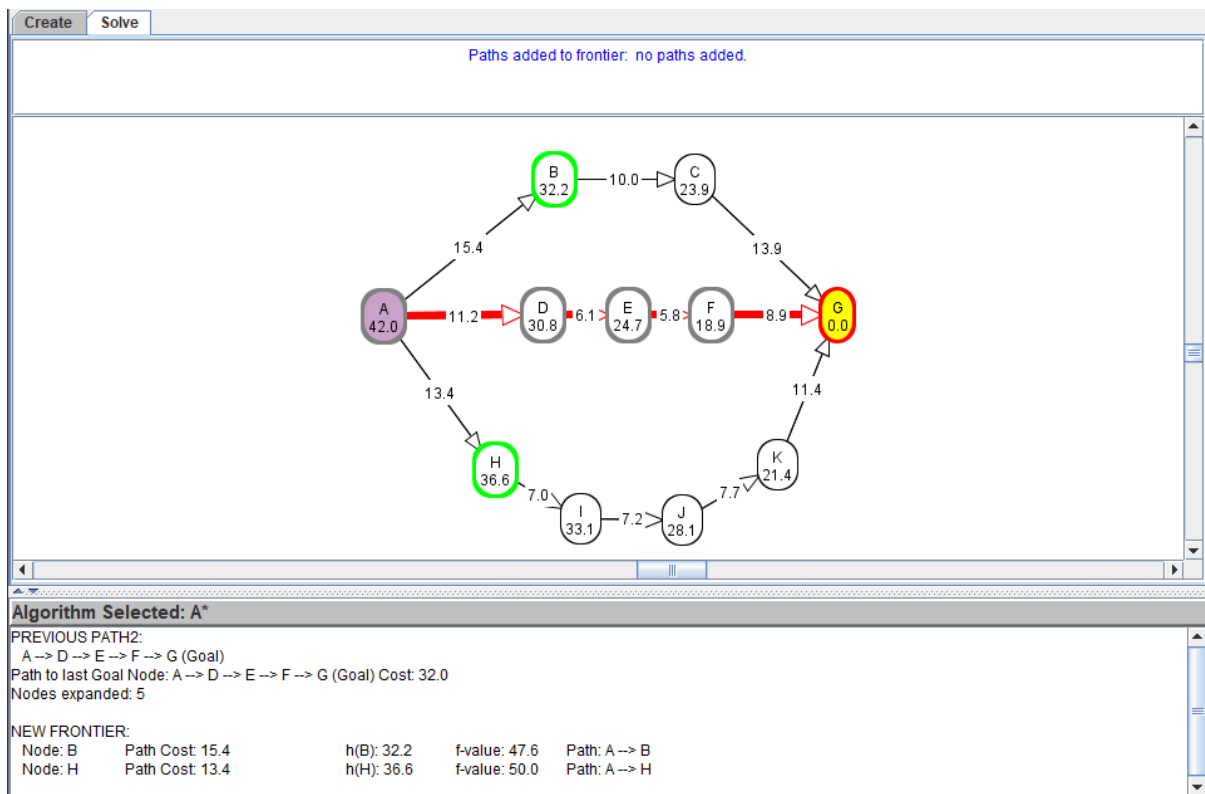 Create Solve
Paths added to frontier: no paths added.
B
32.2
10.0
C
23.9
15.4
13.9
A
42.0
11.2
D
30.8
6.1
E
24.7
5.8
F
18.9
8.9
G
0.0
13.4
11.4
H
36.6
7.0
I
33.1
7.2
J
28.1
7.7
K
21.4
Algorithm Selected: A*
PREVIOUS PATH2:
A --> D --> E --> F --> G (Goal)
Path to last Goal Node: A --> D --> E --> F --> G (Goal) Cost: 32.0
Nodes expanded: 5
NEW FRONTIER:
Node: B Path Cost: 15.4 h(B): 32.2 f-value: 47.6 Path: A --> B
Node: H Path Cost: 13.4 h(H): 36.6 f-value: 50.0 Path: A --> H